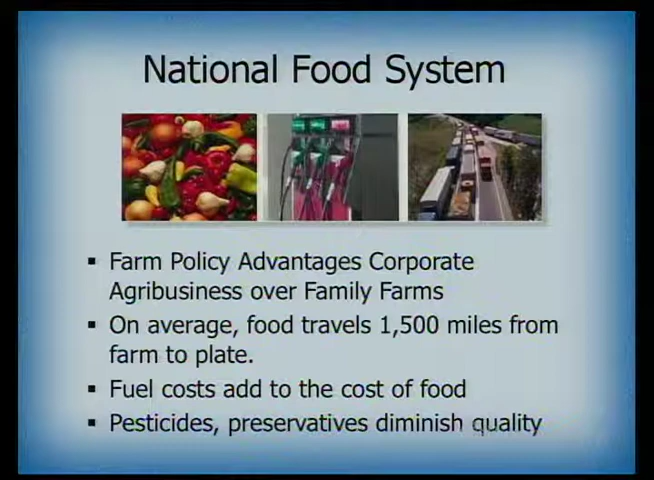 National Food System
▪ Farm Policy Advantages Corporate
Agribusiness over Family Farms
▪ On average, food travels 1,500 miles from
farm to plate.
▪ Fuel costs add to the cost of food
▪ Pesticides, preservatives diminish quality